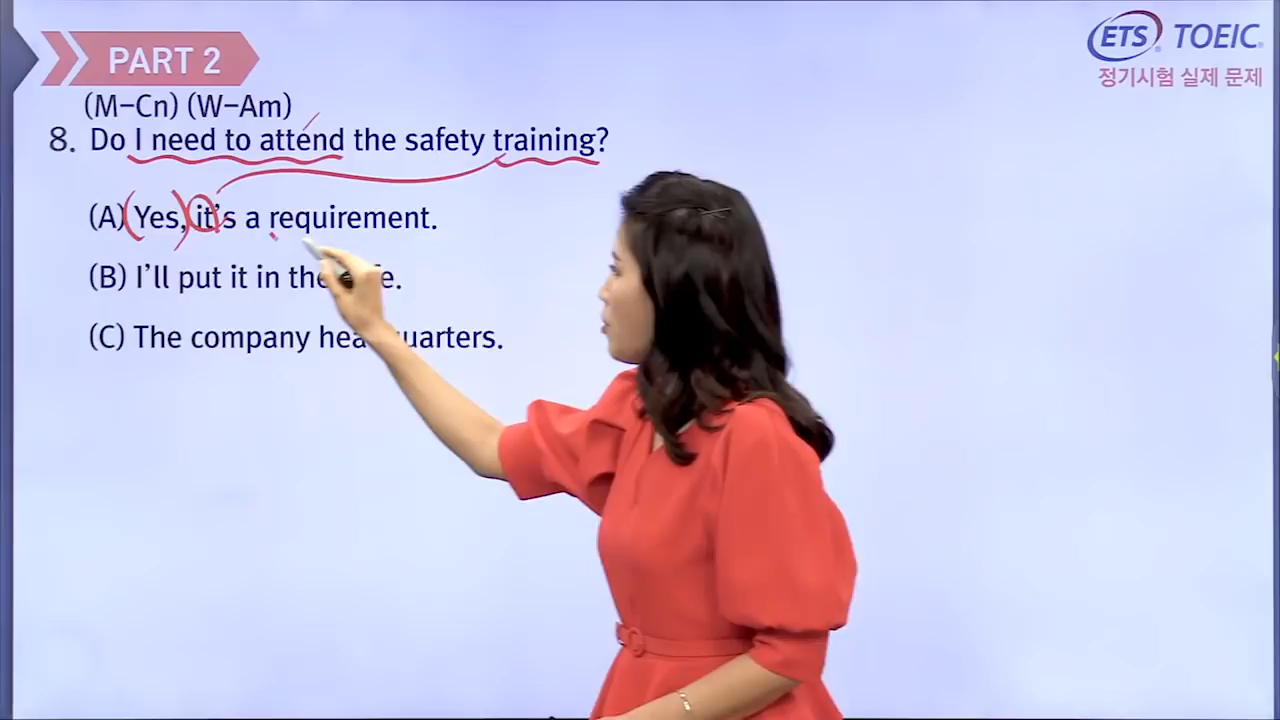 PART 2
ETS TOEIC
정기시험 실제 문제
(M-Cn) (W-Am)
8. Do I need to attend the safety training?
(A) Yes, it's a requirement.
(B) I'll put it in the
(C) The company headquarters.